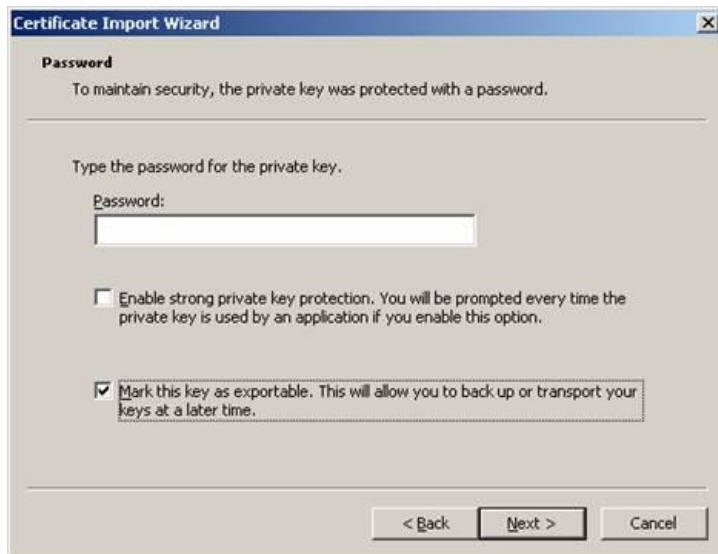 Certificate Import Wizard
Password
To maintain security, the private key was protected with a password.
Type the password for the private key.
Password:
Enable strong private key protection. You will be prompted every time the
private key is used by an application if you enable this option.
Mark this key as exportable. This will allow you to back up or transport your
keys at a later time.
< Back
Next >
Cancel